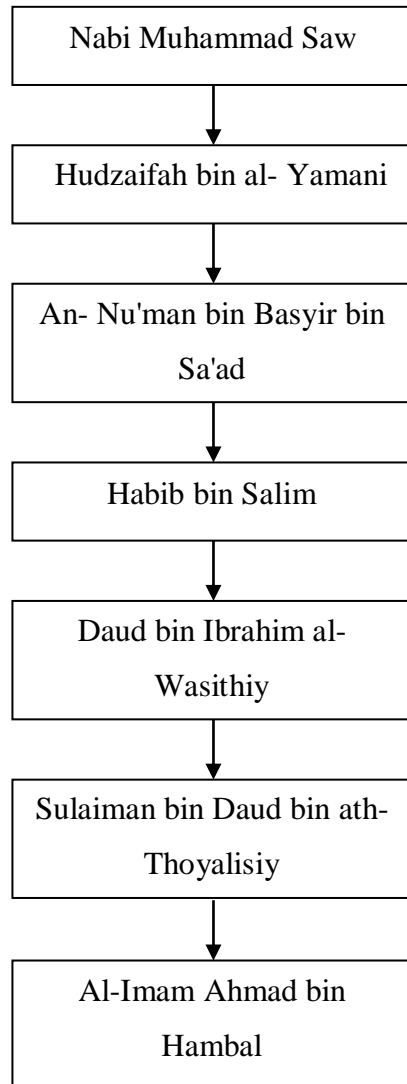 Nabi Muhammad Saw
Hudzaifah bin al- Yamani
An- Nu'man bin Basyir bin
Sa'ad
Habib bin Salim
Daud bin Ibrahim al-
Wasithiy
Sulaiman bin Daud bin ath-
Thoyalisiy
Al-Imam Ahmad bin
Hambal